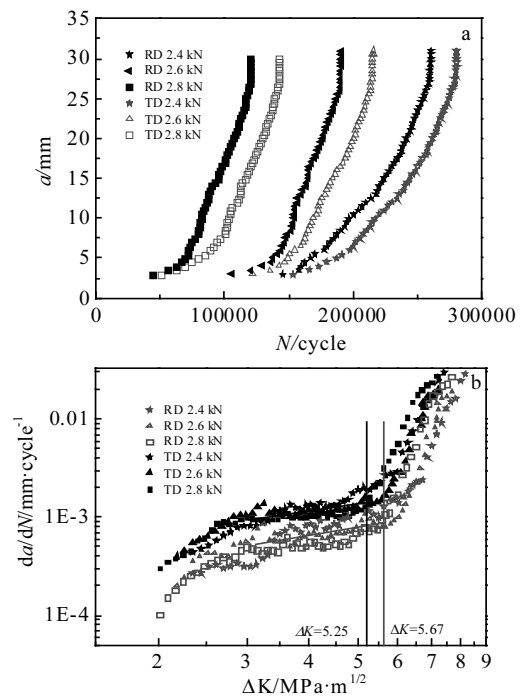 a
RD 2.4 kN
RD 2.6 kN
RD 2.8 kN
TD 2.4 kN
TD 2.6 kN
TD 2.8 kN
35
30
25
20
15
10
5
0
a/mm
0
100000
200000
300000
N/cycle
b
RD 2.4 kN
RD 2.6 kN
RD 2.8 kN
TD 2.4 kN
TD 2.6 kN
TD 2.8 kN
0.01
1E-3
1E-4
da/dN/mm·cycle⁻¹
ΔK=5.25
ΔK=5.67
2
3
4
5
6
7
8
9
ΔK/MPa·m^{1/2}